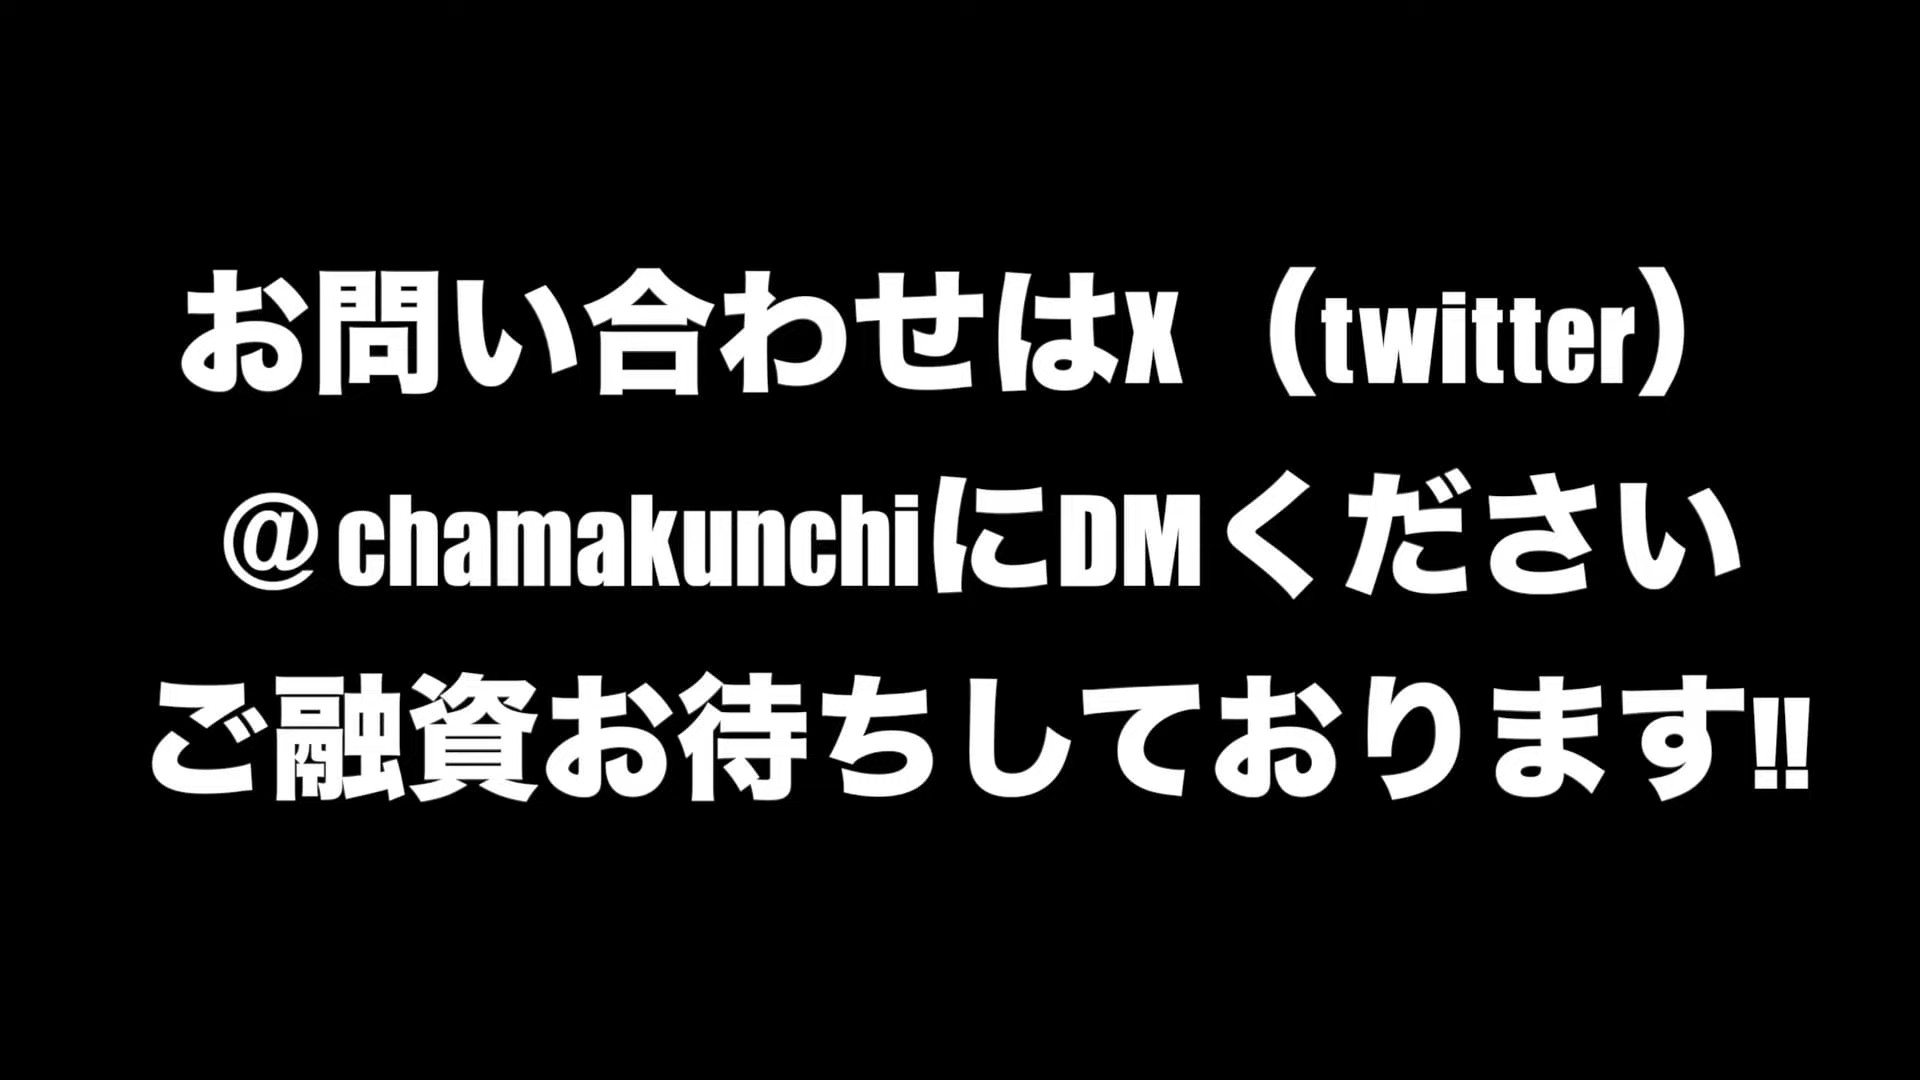 お問い合わせはX（twitter）
@chamakunchiにDMください
ご融資お待ちしております!!